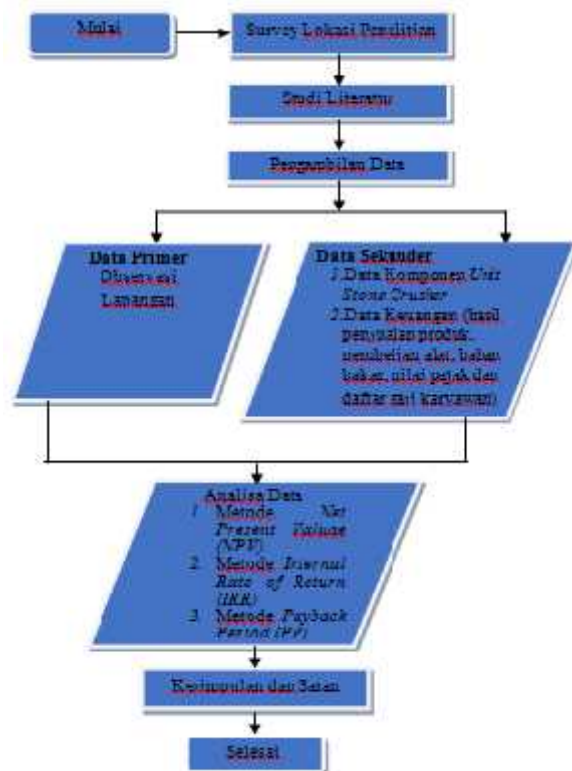 Mulai
Survey Lokasi Penelitian
Studi Literatur
Pengambilan Data
Data Primer
Observasi
Lapangan
Data Sekunder
1.Data Komponen Unit
Stone Crusher
2.Data Keuangan (hasil
penjualan produk,
pembelian alat, bahan
bakar, nilai pajak dan
daftar gaji karyawan)
Analisa Data
1. Metode Net
Present Valuae
(NPV)
2. Metode Internal
Rate of Return
(IRR)
3. Metode Payback
Period (PP)
Kesimpulan dan Saran
Selesai